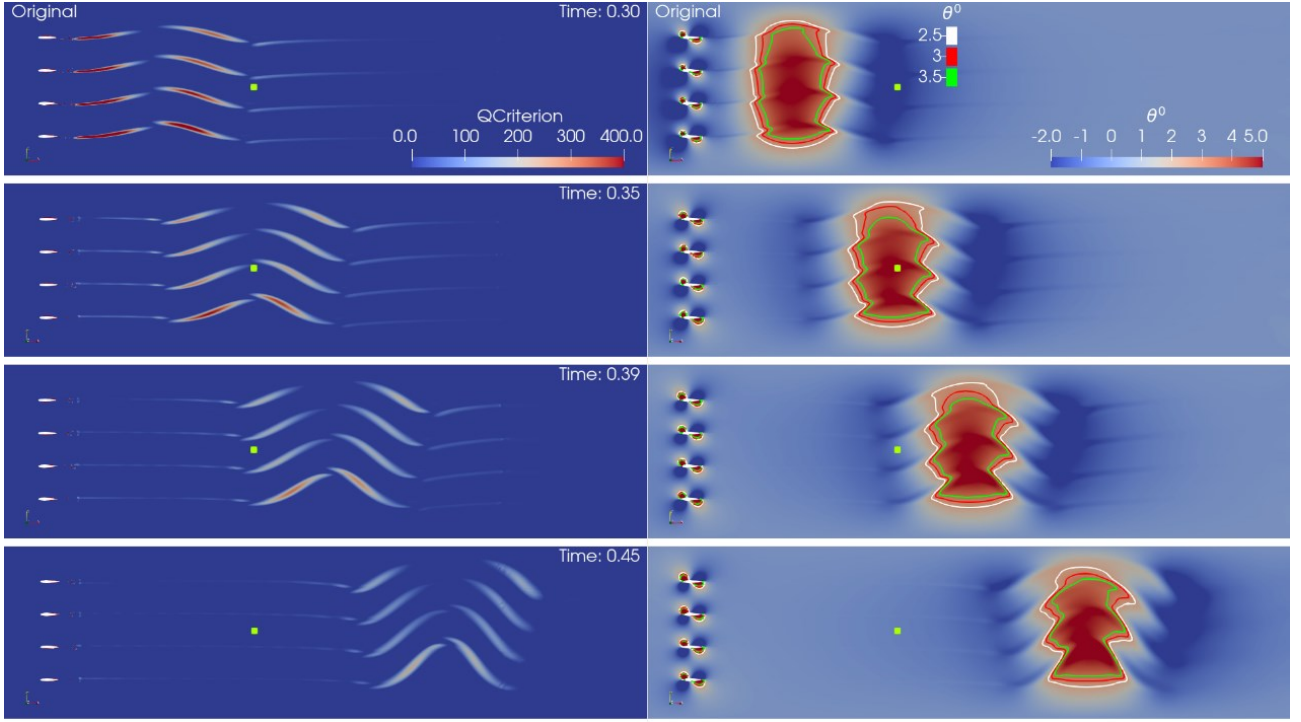 Original
Time: 0.30
QCriterion
0.0 100 200 300 400.0
Original
θ⁰
2.5
3
3.5
θ⁰
-2.0 -1 0 1 2 3 4 5.0
Time: 0.35
Time: 0.39
Time: 0.45